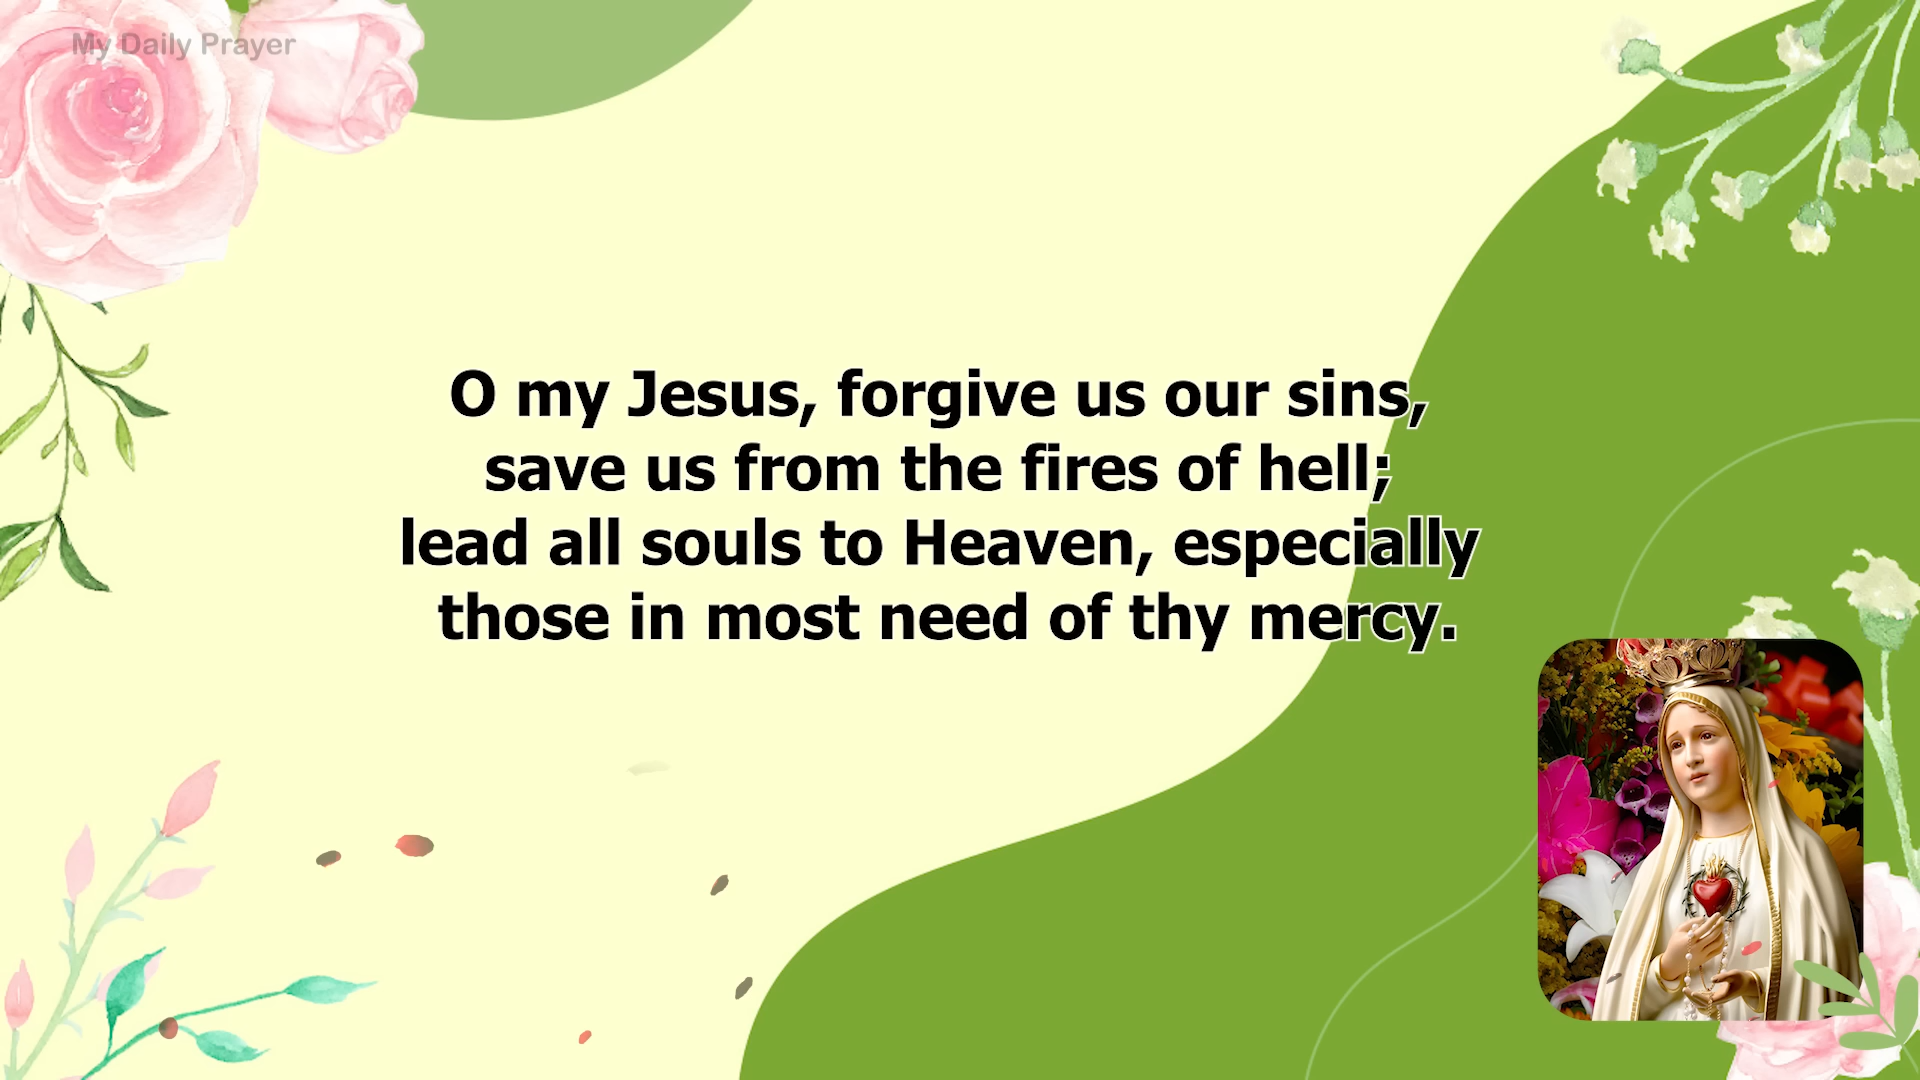 My Daily Prayer
O my Jesus, forgive us our sins,
save us from the fires of hell;
lead all souls to Heaven, especially
those in most need of thy mercy.